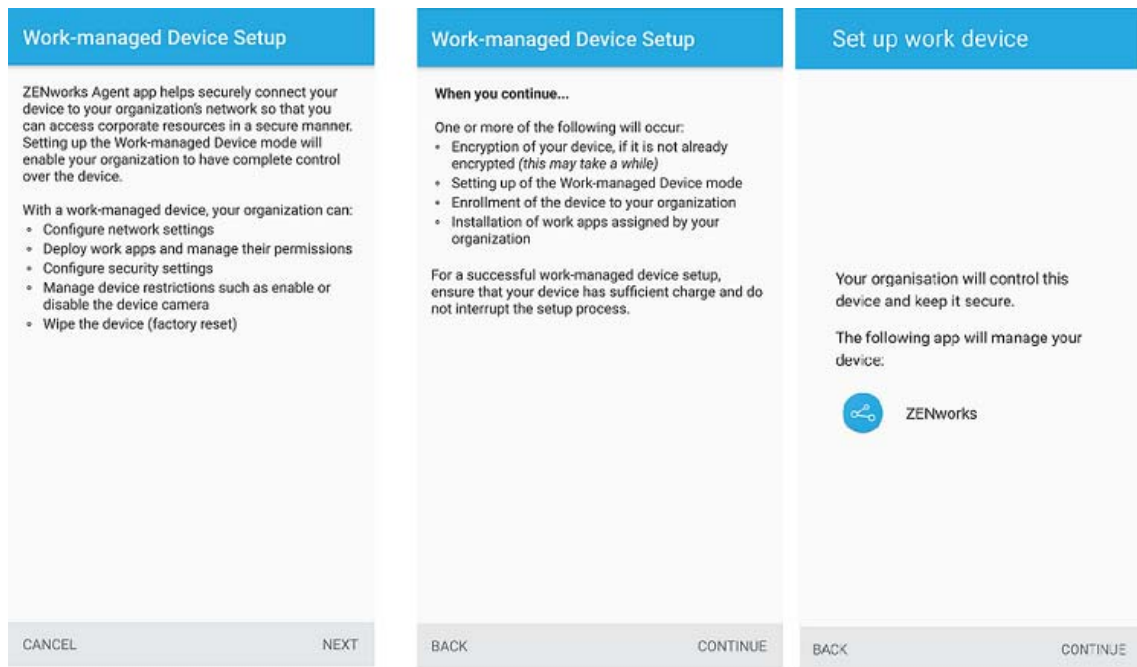 Work-managed Device Setup
ZENworks Agent app helps securely connect your
device to your organization's network so that you
can access corporate resources in a secure manner.
Setting up the Work-managed Device mode will
enable your organization to have complete control
over the device.
With a work-managed device, your organization can:
• Configure network settings
• Deploy work apps and manage their permissions
• Configure security settings
• Manage device restrictions such as enable or
disable the device camera
• Wipe the device (factory reset)
CANCEL NEXT
Work-managed Device Setup
When you continue...
One or more of the following will occur:
• Encryption of your device, if it is not already
encrypted (this may take a while)
• Setting up of the Work-managed Device mode
• Enrollment of the device to your organization
• Installation of work apps assigned by your
organization
For a successful work-managed device setup,
ensure that your device has sufficient charge and do
not interrupt the setup process.
BACK CONTINUE
Set up work device
Your organisation will control this
device and keep it secure.
The following app will manage your
device:
ZENworks
BACK CONTINUE